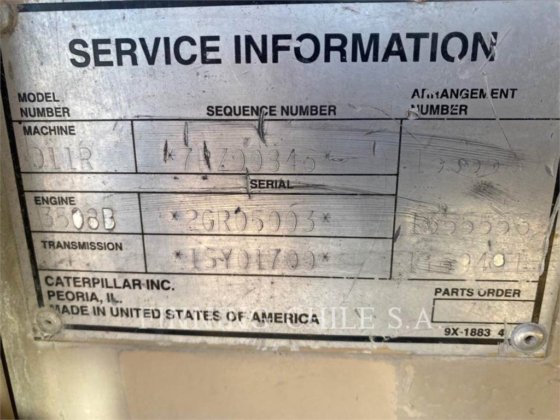 SERVICE INFORMATION
MODEL NUMBER SEQUENCE NUMBER ARRANGEMENT NUMBER
MACHINE
D11R
SERIAL
ENGINE
3508B *2GR05003*
TRANSMISSION
CATERPILLAR INC.
PEORIA, IL. PARTS ORDER
MADE IN UNITED STATES OF AMERICA
9X-1883 4